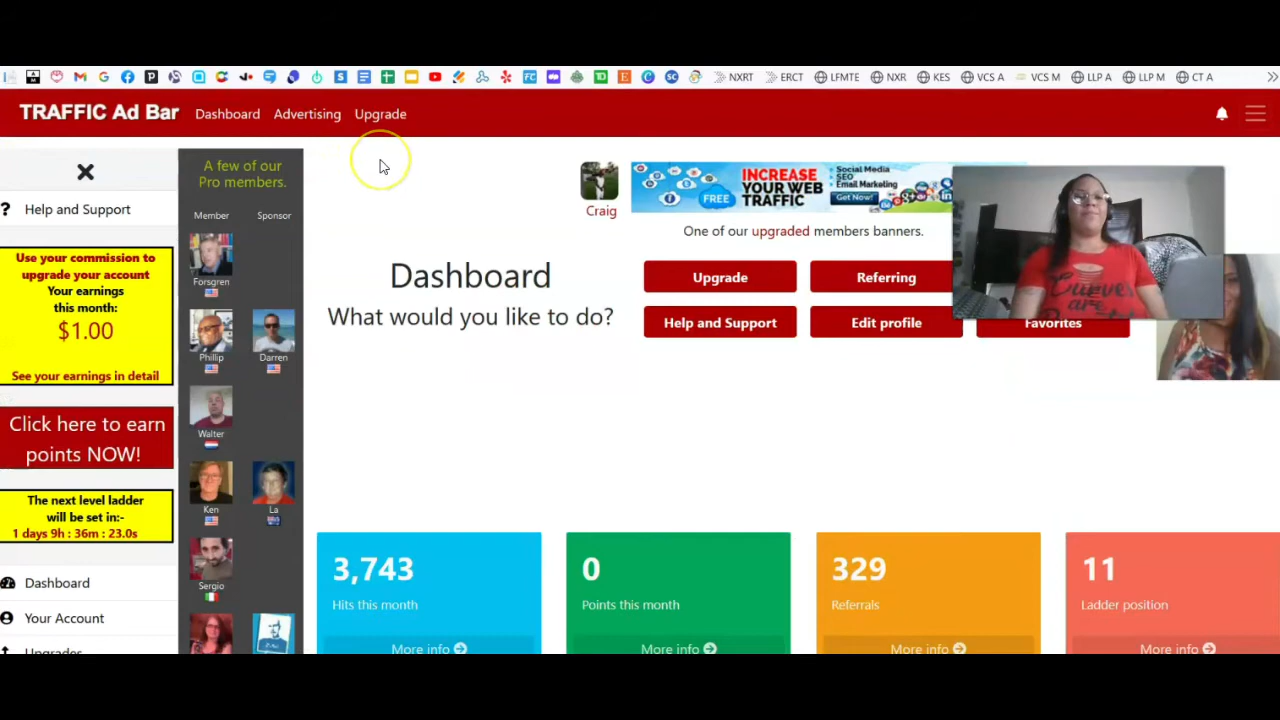 NXRT
ERCT
LFMTE
NXR
KES
VCS A
VCS M
LLP A
LLP M
CT A
TRAFFIC Ad Bar
Dashboard
Advertising
Upgrade
Help and Support
Use your commission to
upgrade your account
Your earnings
this month:
$1.00
See your earnings in detail
Click here to earn
points NOW!
The next level ladder
will be set in:-
1 days 9h : 36m : 23.0s
Dashboard
Your Account
Upgrades
A few of our
Pro members.
Member Sponsor
Forsgren
Phillip Darren
Walter
Ken La
Sergio
Craig
INCREASE
YOUR WEB
FREE TRAFFIC
Social Media
SEO
Email Marketing
Get Now!
One of our upgraded members banners.
Dashboard
What would you like to do?
Upgrade
Referring
Help and Support
Edit profile
Favorites
3,743
Hits this month
More info
0
Points this month
More info
329
Referrals
More info
11
Ladder position
More info